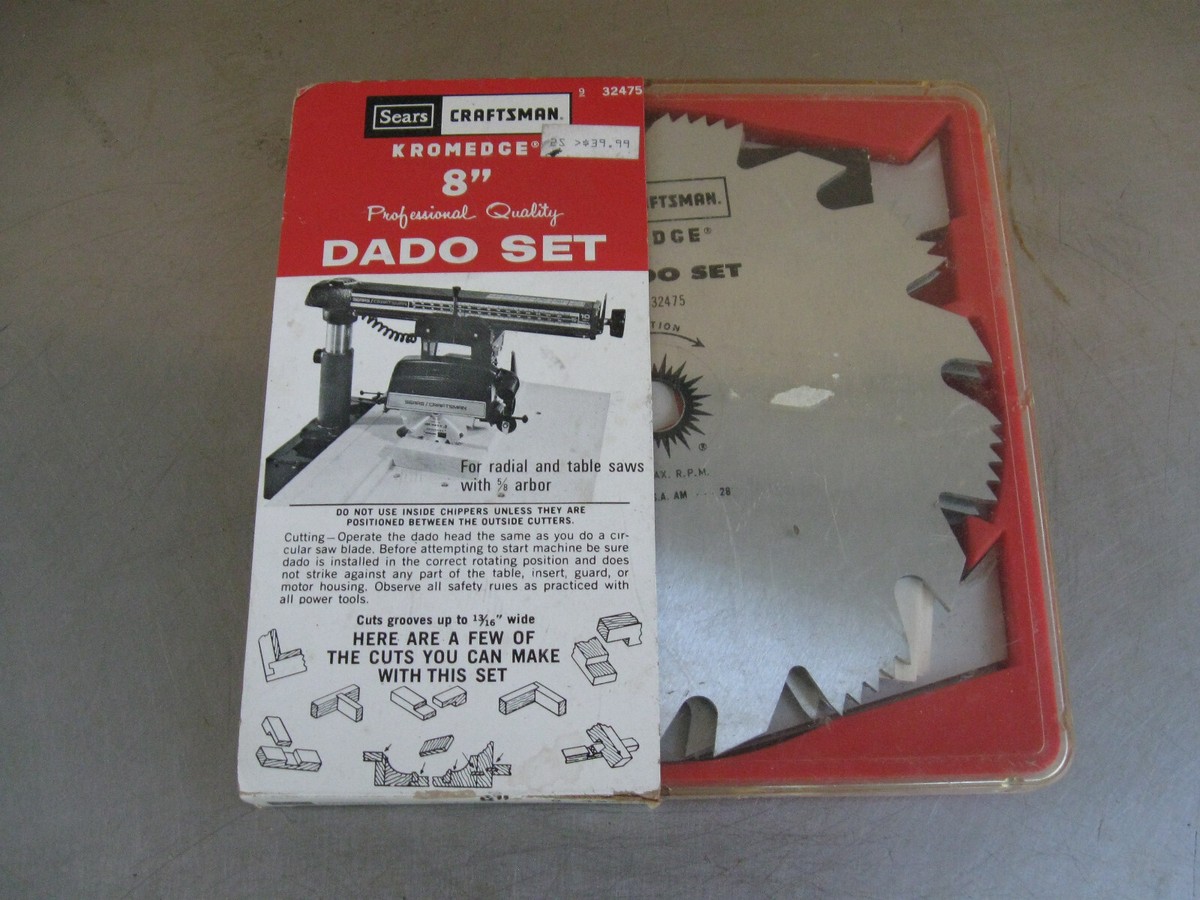 9 32475
Sears CRAFTSMAN®
KROMEDGE®
>$39.99
8”
Professional Quality
DADO SET
SEARS / CRAFTSMAN
For radial and table saws
with 5/8 arbor
DO NOT USE INSIDE CHIPPERS UNLESS THEY ARE
POSITIONED BETWEEN THE OUTSIDE CUTTERS.
Cutting—Operate the dado head the same as you do a cir-
cular saw blade. Before attempting to start machine be sure
dado is installed in the correct rotating position and does
not strike against any part of the table, insert, guard, or
motor housing. Observe all safety rules as practiced with
all power tools.
Cuts grooves up to 13/16” wide
HERE ARE A FEW OF
THE CUTS YOU CAN MAKE
WITH THIS SET
8”
FTSMAN.
DGE®
DO SET
32475
TION
®
AX. R.P.M.
S.A. AM 28